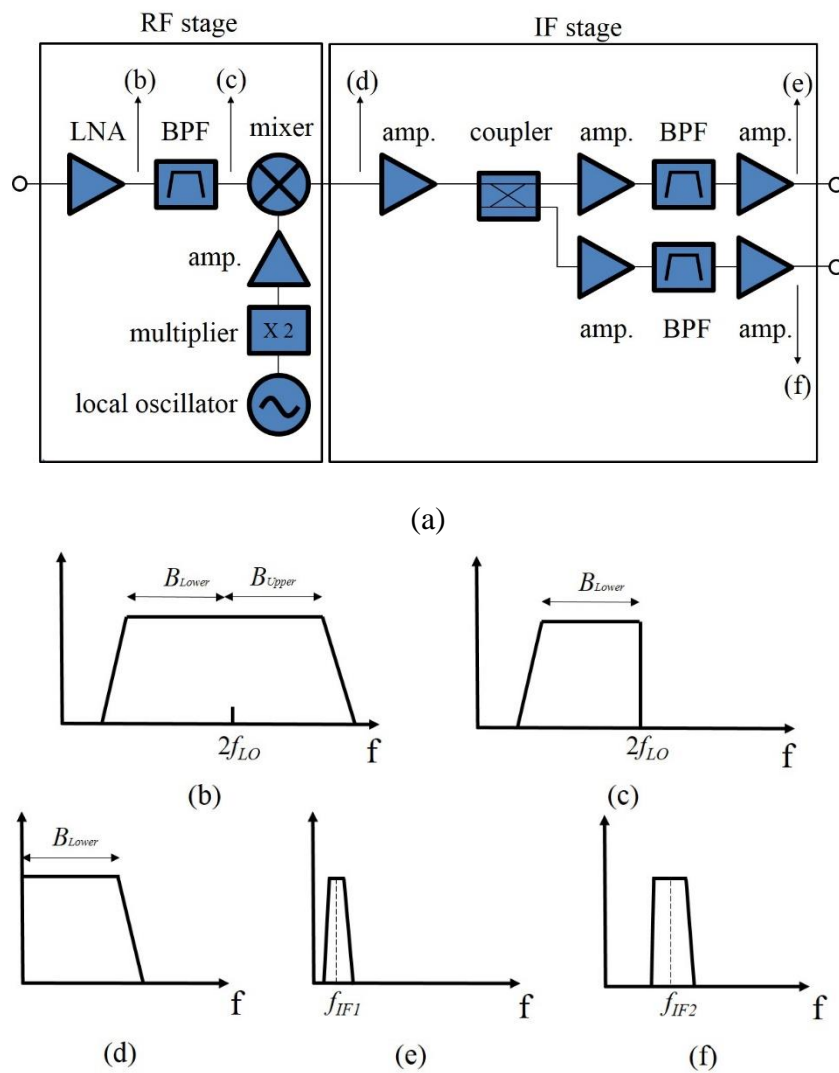 RF stage IF stage
(b) (c) (d) (e)
LNA BPF mixer amp. coupler amp. BPF amp.
amp.
multiplier X 2 amp. BPF amp.
local oscillator (f)
(a)
B_Lower B_Upper B_Lower
2f_LO f 2f_LO f
(b) (c)
B_Lower
f f_IF1 f f_IF2 f
(d) (e) (f)